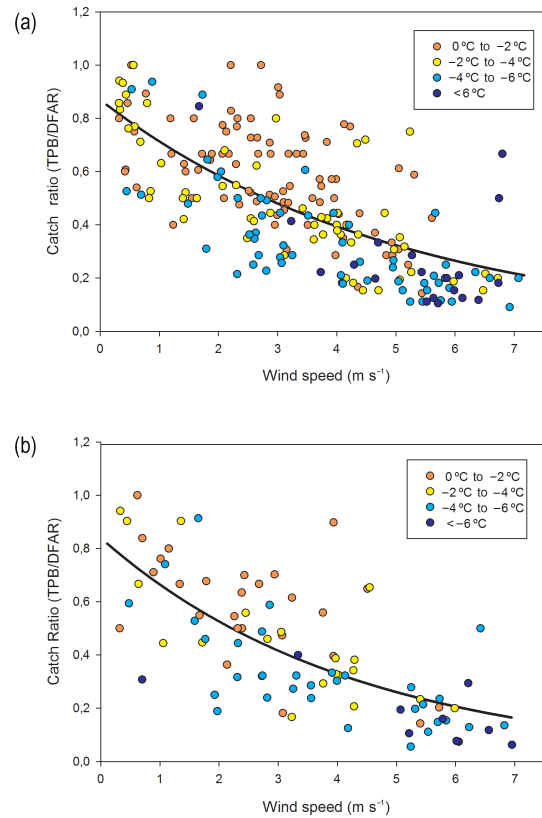 (a)
1,2
1,0
0,8
0,6
0,4
0,2
0,0
Catch ratio (TPB/DFAR)
0 ºC to −2 ºC
−2 ºC to −4 ºC
−4 ºC to −6 ºC
<6 ºC
0 1 2 3 4 5 6 7
Wind speed (m s⁻¹)
(b)
1,2
1,0
0,8
0,6
0,4
0,2
0,0
Catch Ratio (TPB/DFAR)
0 ºC to −2 ºC
−2 ºC to −4 ºC
−4 ºC to −6 ºC
<−6 ºC
0 1 2 3 4 5 6 7
Wind speed (m s⁻¹)